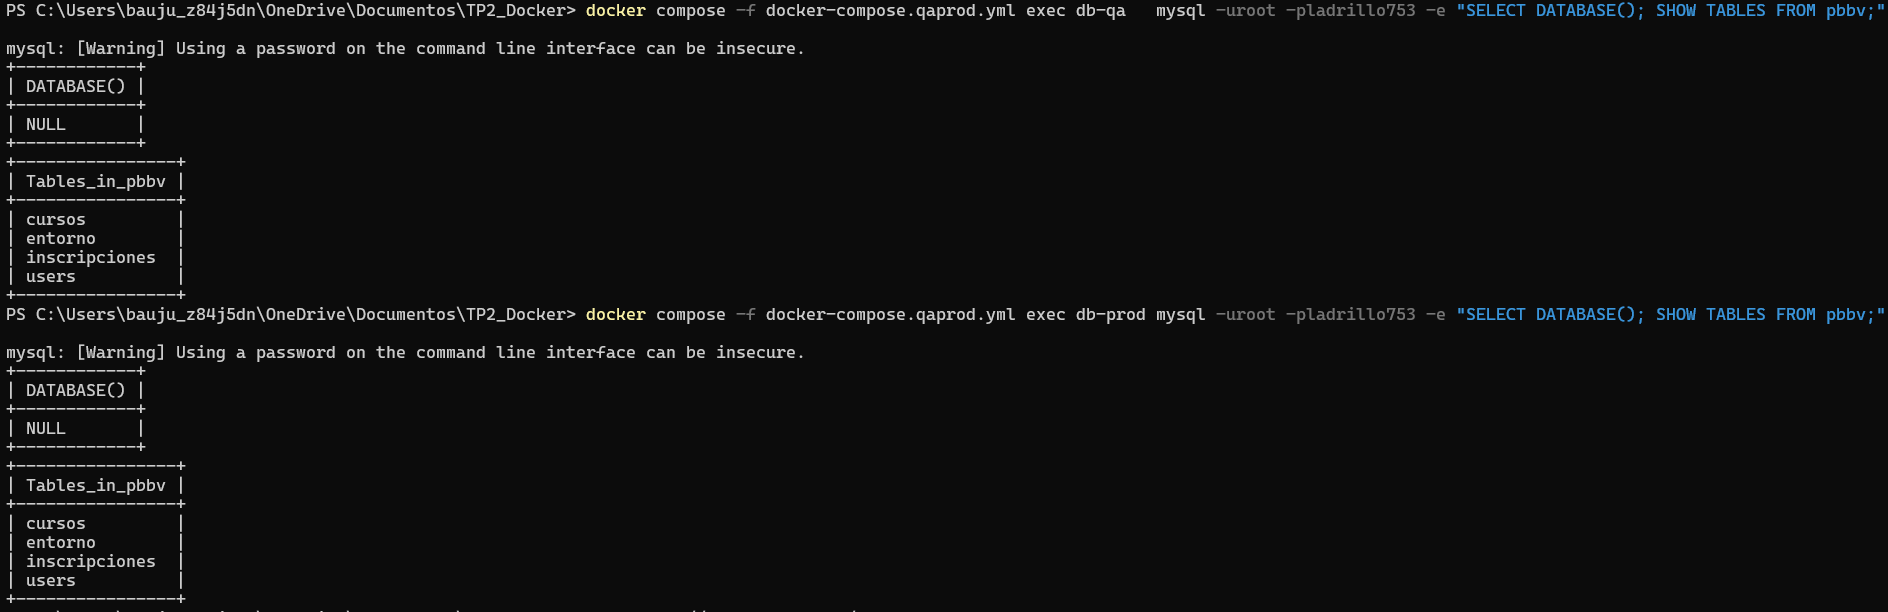 PS C:\Users\bauju_z84j5dn\OneDrive\Documentos\TP2_Docker> docker compose -f docker-compose.qaprod.yml exec db-qa   mysql -uroot -pladrillo753 -e "SELECT DATABASE(); SHOW TABLES FROM pbbv;"
mysql: [Warning] Using a password on the command line interface can be insecure.
+------------+
| DATABASE() |
+------------+
| NULL       |
+------------+
+----------------+
| Tables_in_pbbv |
+----------------+
| cursos         |
| entorno        |
| inscripciones  |
| users          |
+----------------+
PS C:\Users\bauju_z84j5dn\OneDrive\Documentos\TP2_Docker> docker compose -f docker-compose.qaprod.yml exec db-prod mysql -uroot -pladrillo753 -e "SELECT DATABASE(); SHOW TABLES FROM pbbv;"
mysql: [Warning] Using a password on the command line interface can be insecure.
+------------+
| DATABASE() |
+------------+
| NULL       |
+------------+
+----------------+
| Tables_in_pbbv |
+----------------+
| cursos         |
| entorno        |
| inscripciones  |
| users          |
+----------------+